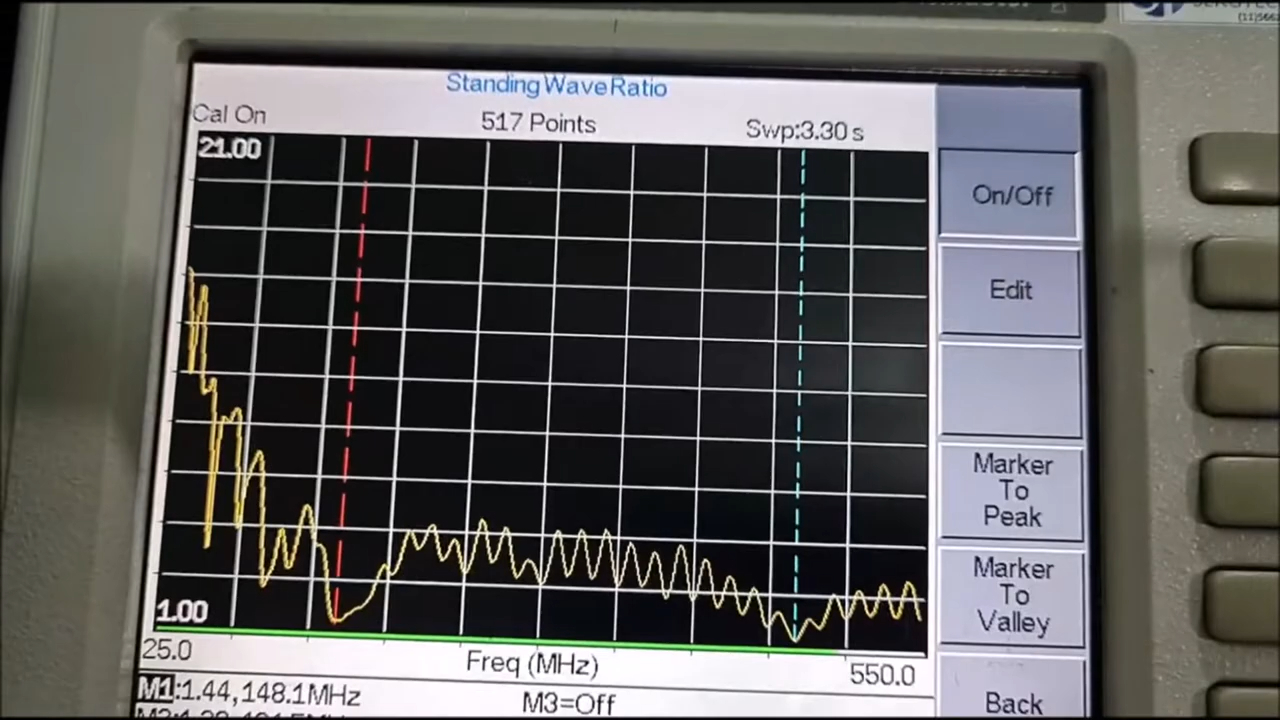 Standing Wave Ratio
Cal On
517 Points
Swp:3.30 s
21.00
1.00
25.0
Freq (MHz)
550.0
M1:1.44,148.1MHz
M3=Off
On/Off
Edit
Marker
To
Peak
Marker
To
Valley
Back